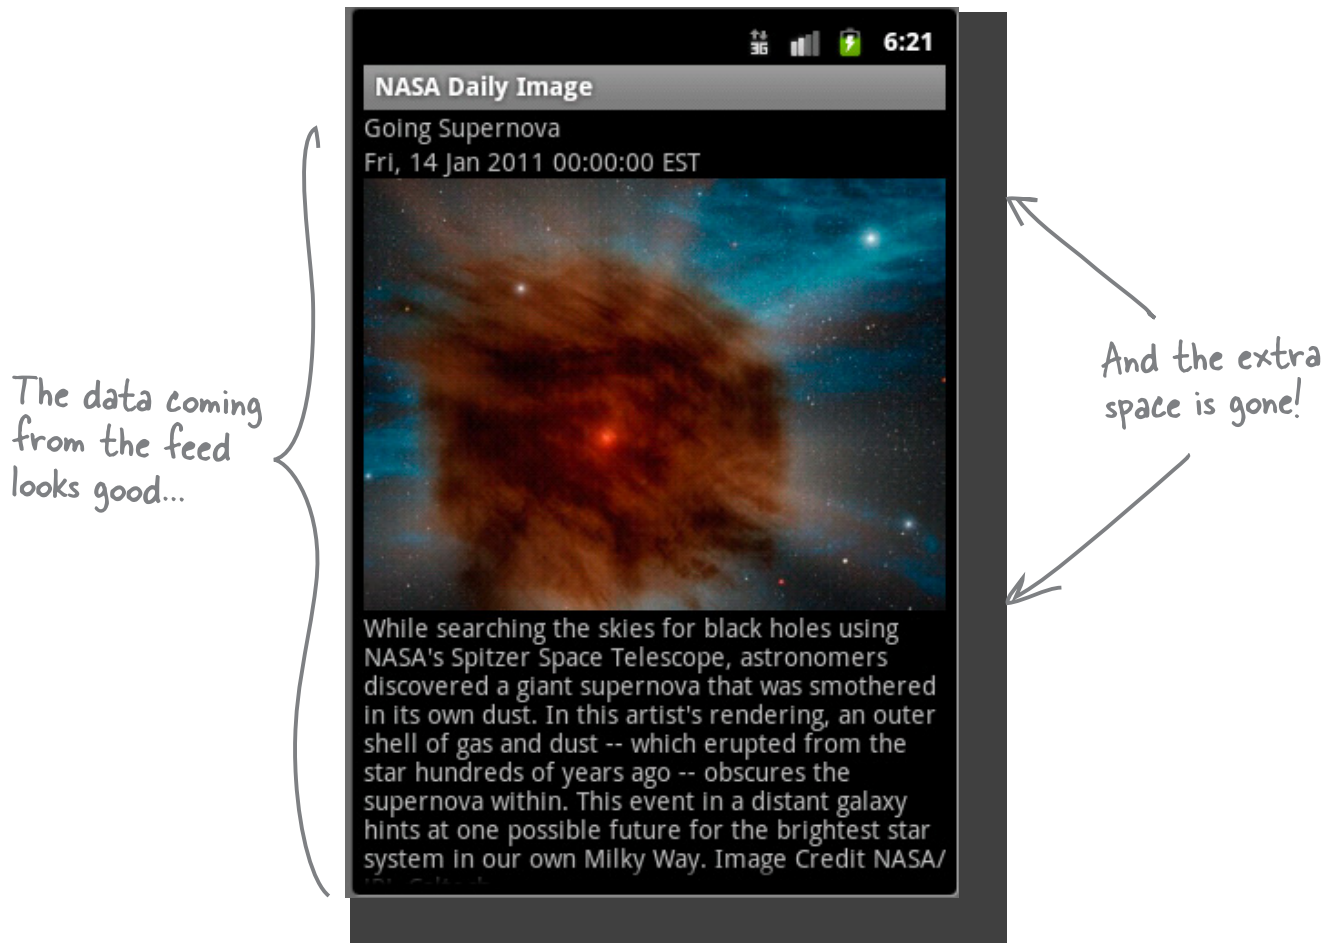 3G 6:21
NASA Daily Image
Going Supernova
Fri, 14 Jan 2011 00:00:00 EST
The data coming
from the feed
looks good...
And the extra
space is gone!
While searching the skies for black holes using
NASA's Spitzer Space Telescope, astronomers
discovered a giant supernova that was smothered
in its own dust. In this artist's rendering, an outer
shell of gas and dust -- which erupted from the
star hundreds of years ago -- obscures the
supernova within. This event in a distant galaxy
hints at one possible future for the brightest star
system in our own Milky Way. Image Credit NASA/